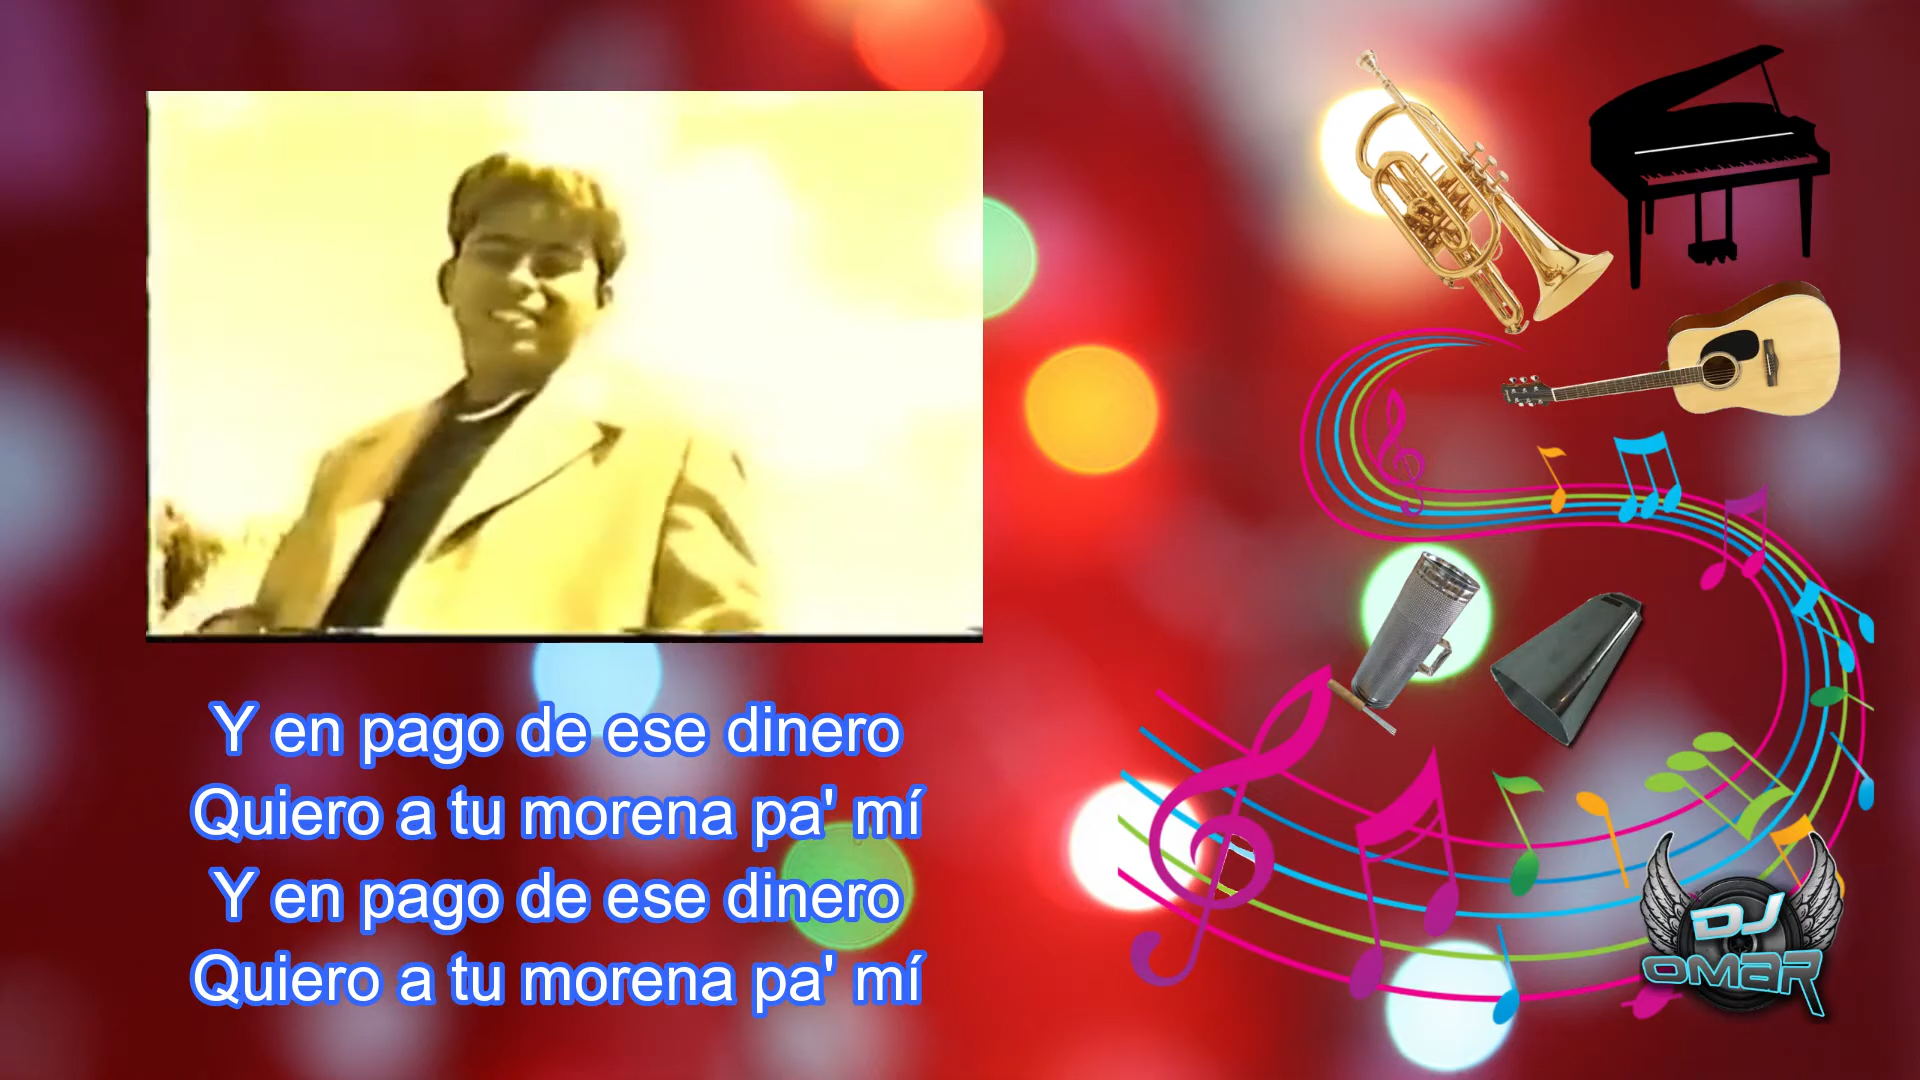 Y en pago de ese dinero
Quiero a tu morena pa' mí
Y en pago de ese dinero
Quiero a tu morena pa' mí
DJ
OMAR